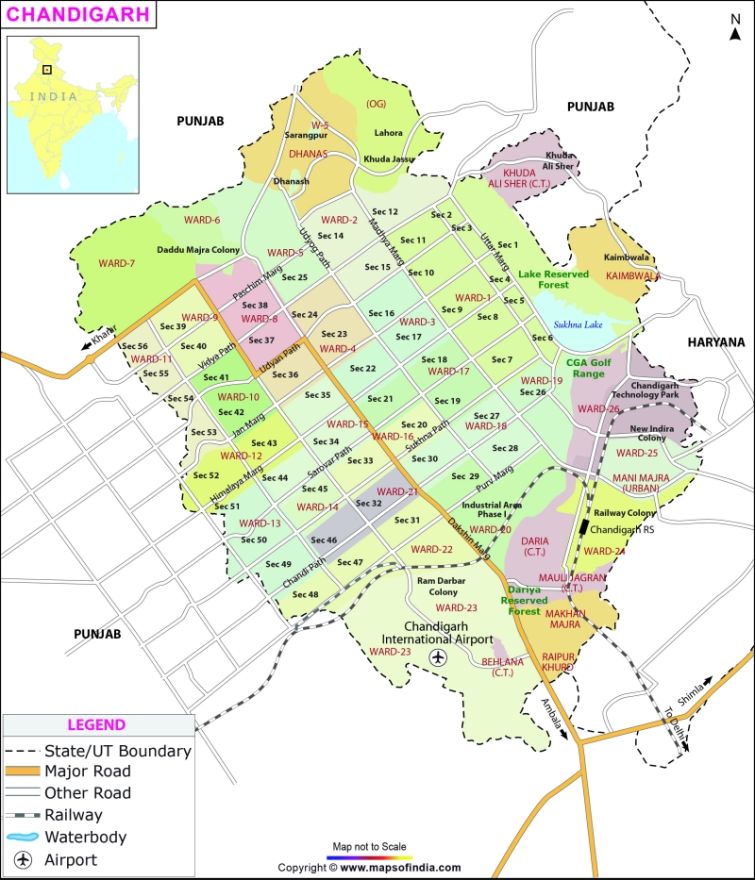 CHANDIGARH
N
INDIA
PUNJAB
PUNJAB
(OG)
W-5
Sarangpur
Lahora
DHANAS
Khuda Jassu
Dhanash
Khuda
Ali Sher
KHUDA
ALI SHER (C.T.)
WARD-6
WARD-2
Sec 12
Sec 2
Sec 14
Sec 3
Madhya Marg
Udyog Path
Uttar Marg
Sec 11
Sec 1
Daddu Majra Colony
WARD-5
WARD-7
Kaimbwala
KAIMBWALA
Sec 15
Sec 10
Sec 4
Lake Reserved
Forest
Paschim Marg
Sec 25
WARD-1
Sec 5
Sec 38
Sec 24
Sec 16
Sec 9
Sec 8
WARD-9
WARD-8
WARD-3
Sukhna Lake
Kharar
Sec 39
Sec 23
Sec 17
Sec 6
HARYANA
Sec 56
Sec 40
Vidya Path
Sec 37
WARD-4
WARD-11
Udyan Path
Sec 18
Sec 7
CGA Golf
Range
Sec 55
Sec 41
Sec 36
Sec 22
WARD-17
WARD-19
Chandigarh
Technology Park
Sec 54
WARD-10
Sec 35
Sec 21
Sec 19
Sec 26
WARD-26
Sec 42
Jan Marg
WARD-15
Sec 20
Sec 27
WARD-18
New Indira
Colony
Sec 53
Sec 43
Sec 34
WARD-16
Sukhna Path
WARD-12
Sarovar Path
Sec 33
Sec 30
Sec 28
WARD-25
Sec 52
Himalaya Marg
Sec 44
Sec 29
Purv Marg
MANI MAJRA
(URBAN)
Sec 45
WARD-21
Sec 51
WARD-14
Sec 32
Industrial Area
Phase I
Railway Colony
WARD-13
Sec 31
Dakshin Marg
WARD-20
Chandigarh RS
Sec 50
Sec 46
DARIA
(C.T.)
WARD-22
WARD-24
Sec 49
Chandi Path
Sec 47
Ram Darbar
Colony
MAULI JAGRAN
(C.T.)
Sec 48
Dariya
Reserved
Forest
WARD-23
MAKHAN
MAJRA
PUNJAB
Chandigarh
International Airport
WARD-23
BEHLANA
(C.T.)
RAIPUR
KHURD
Ambala
Shimla
To Delhi
LEGEND
State/UT Boundary
Major Road
Other Road
Railway
Waterbody
Airport
Map not to Scale
Copyright © www.mapsofindia.com